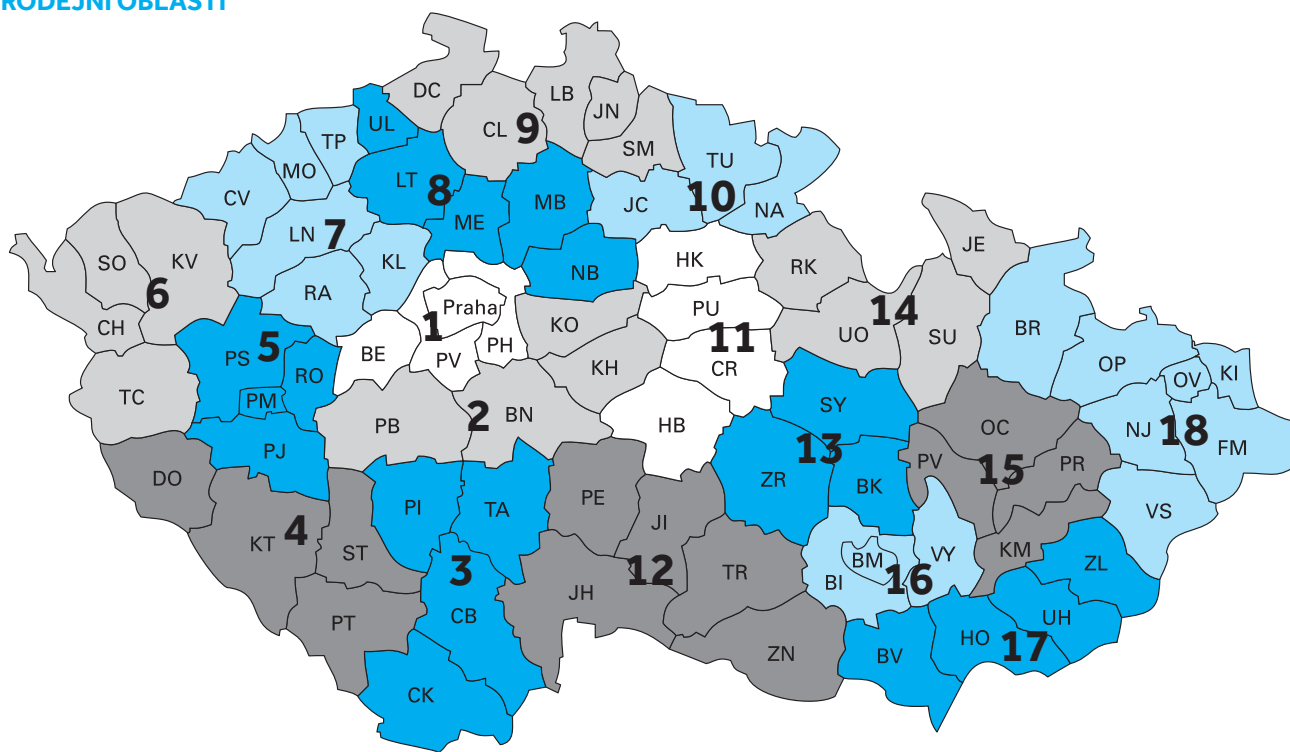 RODEJNÍ OBLASTI
DC
LB
JN
UL
CL
9
TP
SM
MO
TU
LT
8
CV
10
MB
JC
NA
ME
LN
7
JE
SO
KV
KL
HK
RK
NB
6
RA
Praha
PU
14
CH
1
KO
BR
5
PS
BE
PV
PH
11
UO
SU
RO
KH
CR
OP
KI
TC
PM
OV
SY
PB
2
BN
HB
OC
NJ
18
FM
PJ
13
DO
ZR
PV
15
PR
BK
PE
PI
TA
VS
JI
KT
4
ST
KM
VY
BM
ZL
3
12
TR
BI
16
JH
CB
UH
PT
HO
17
ZN
BV
CK